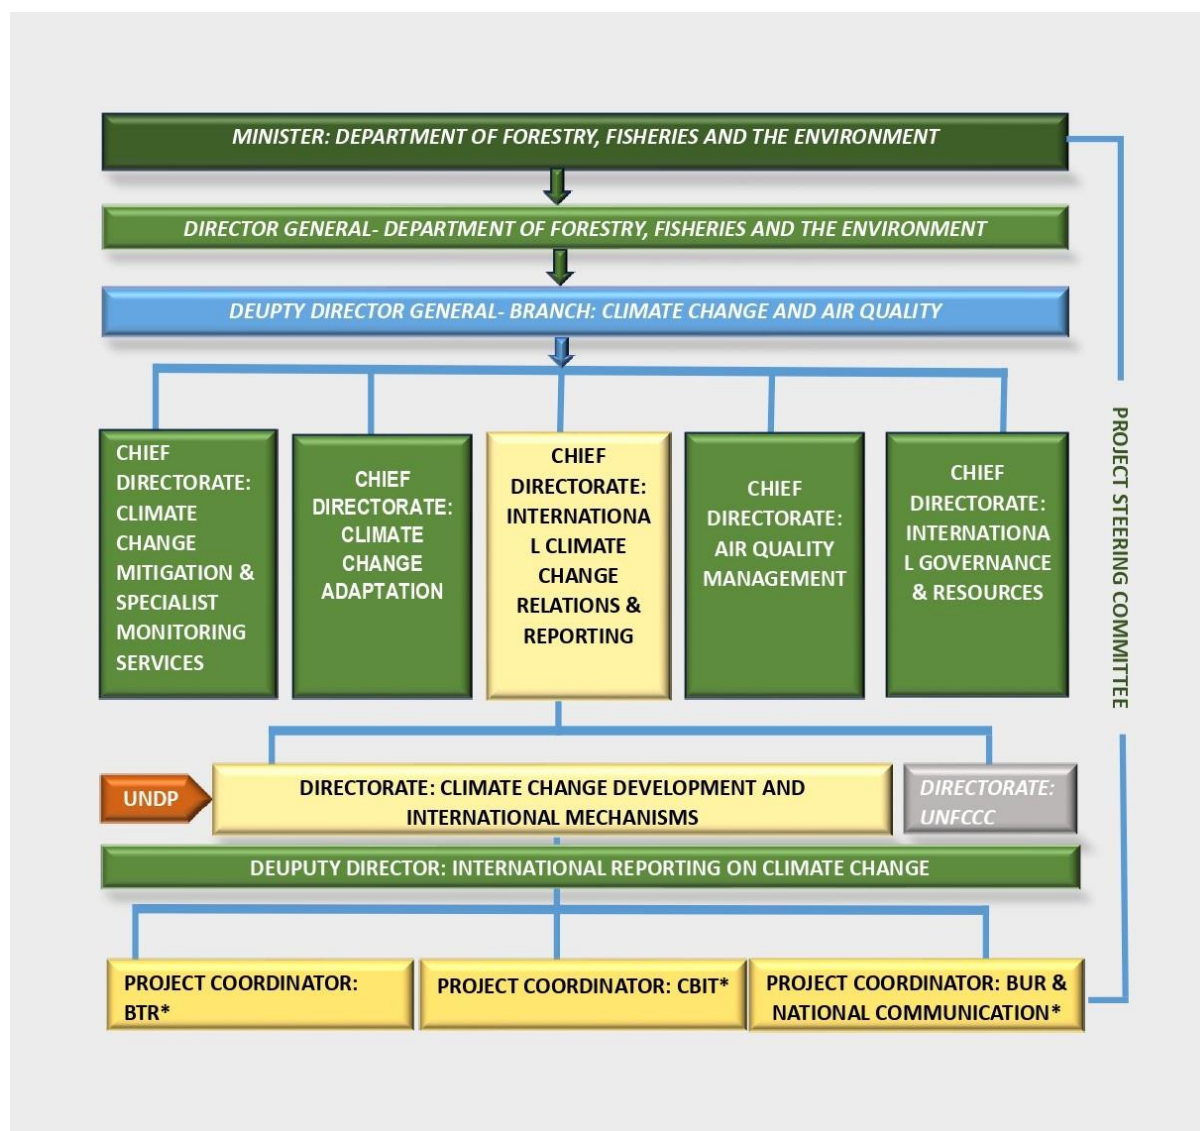 MINISTER: DEPARTMENT OF FORESTRY, FISHERIES AND THE ENVIRONMENT
DIRECTOR GENERAL- DEPARTMENT OF FORESTRY, FISHERIES AND THE ENVIRONMENT
DEUPTY DIRECTOR GENERAL- BRANCH: CLIMATE CHANGE AND AIR QUALITY
CHIEF
DIRECTORATE:
CLIMATE
CHANGE
MITIGATION &
SPECIALIST
MONITORING
SERVICES
CHIEF
DIRECTORATE:
CLIMATE
CHANGE
ADAPTATION
CHIEF
DIRECTORATE:
INTERNATIONA
L CLIMATE
CHANGE
RELATIONS &
REPORTING
CHIEF
DIRECTORATE:
AIR QUALITY
MANAGEMENT
CHIEF
DIRECTORATE:
INTERNATIONA
L GOVERNANCE
& RESOURCES
PROJECT STEERING COMMITTEE
UNDP
DIRECTORATE: CLIMATE CHANGE DEVELOPMENT AND
INTERNATIONAL MECHANISMS
DIRECTORATE:
UNFCCC
DEUPUTY DIRECTOR: INTERNATIONAL REPORTING ON CLIMATE CHANGE
PROJECT COORDINATOR:
BTR*
PROJECT COORDINATOR: CBIT*
PROJECT COORDINATOR: BUR &
NATIONAL COMMUNICATION*